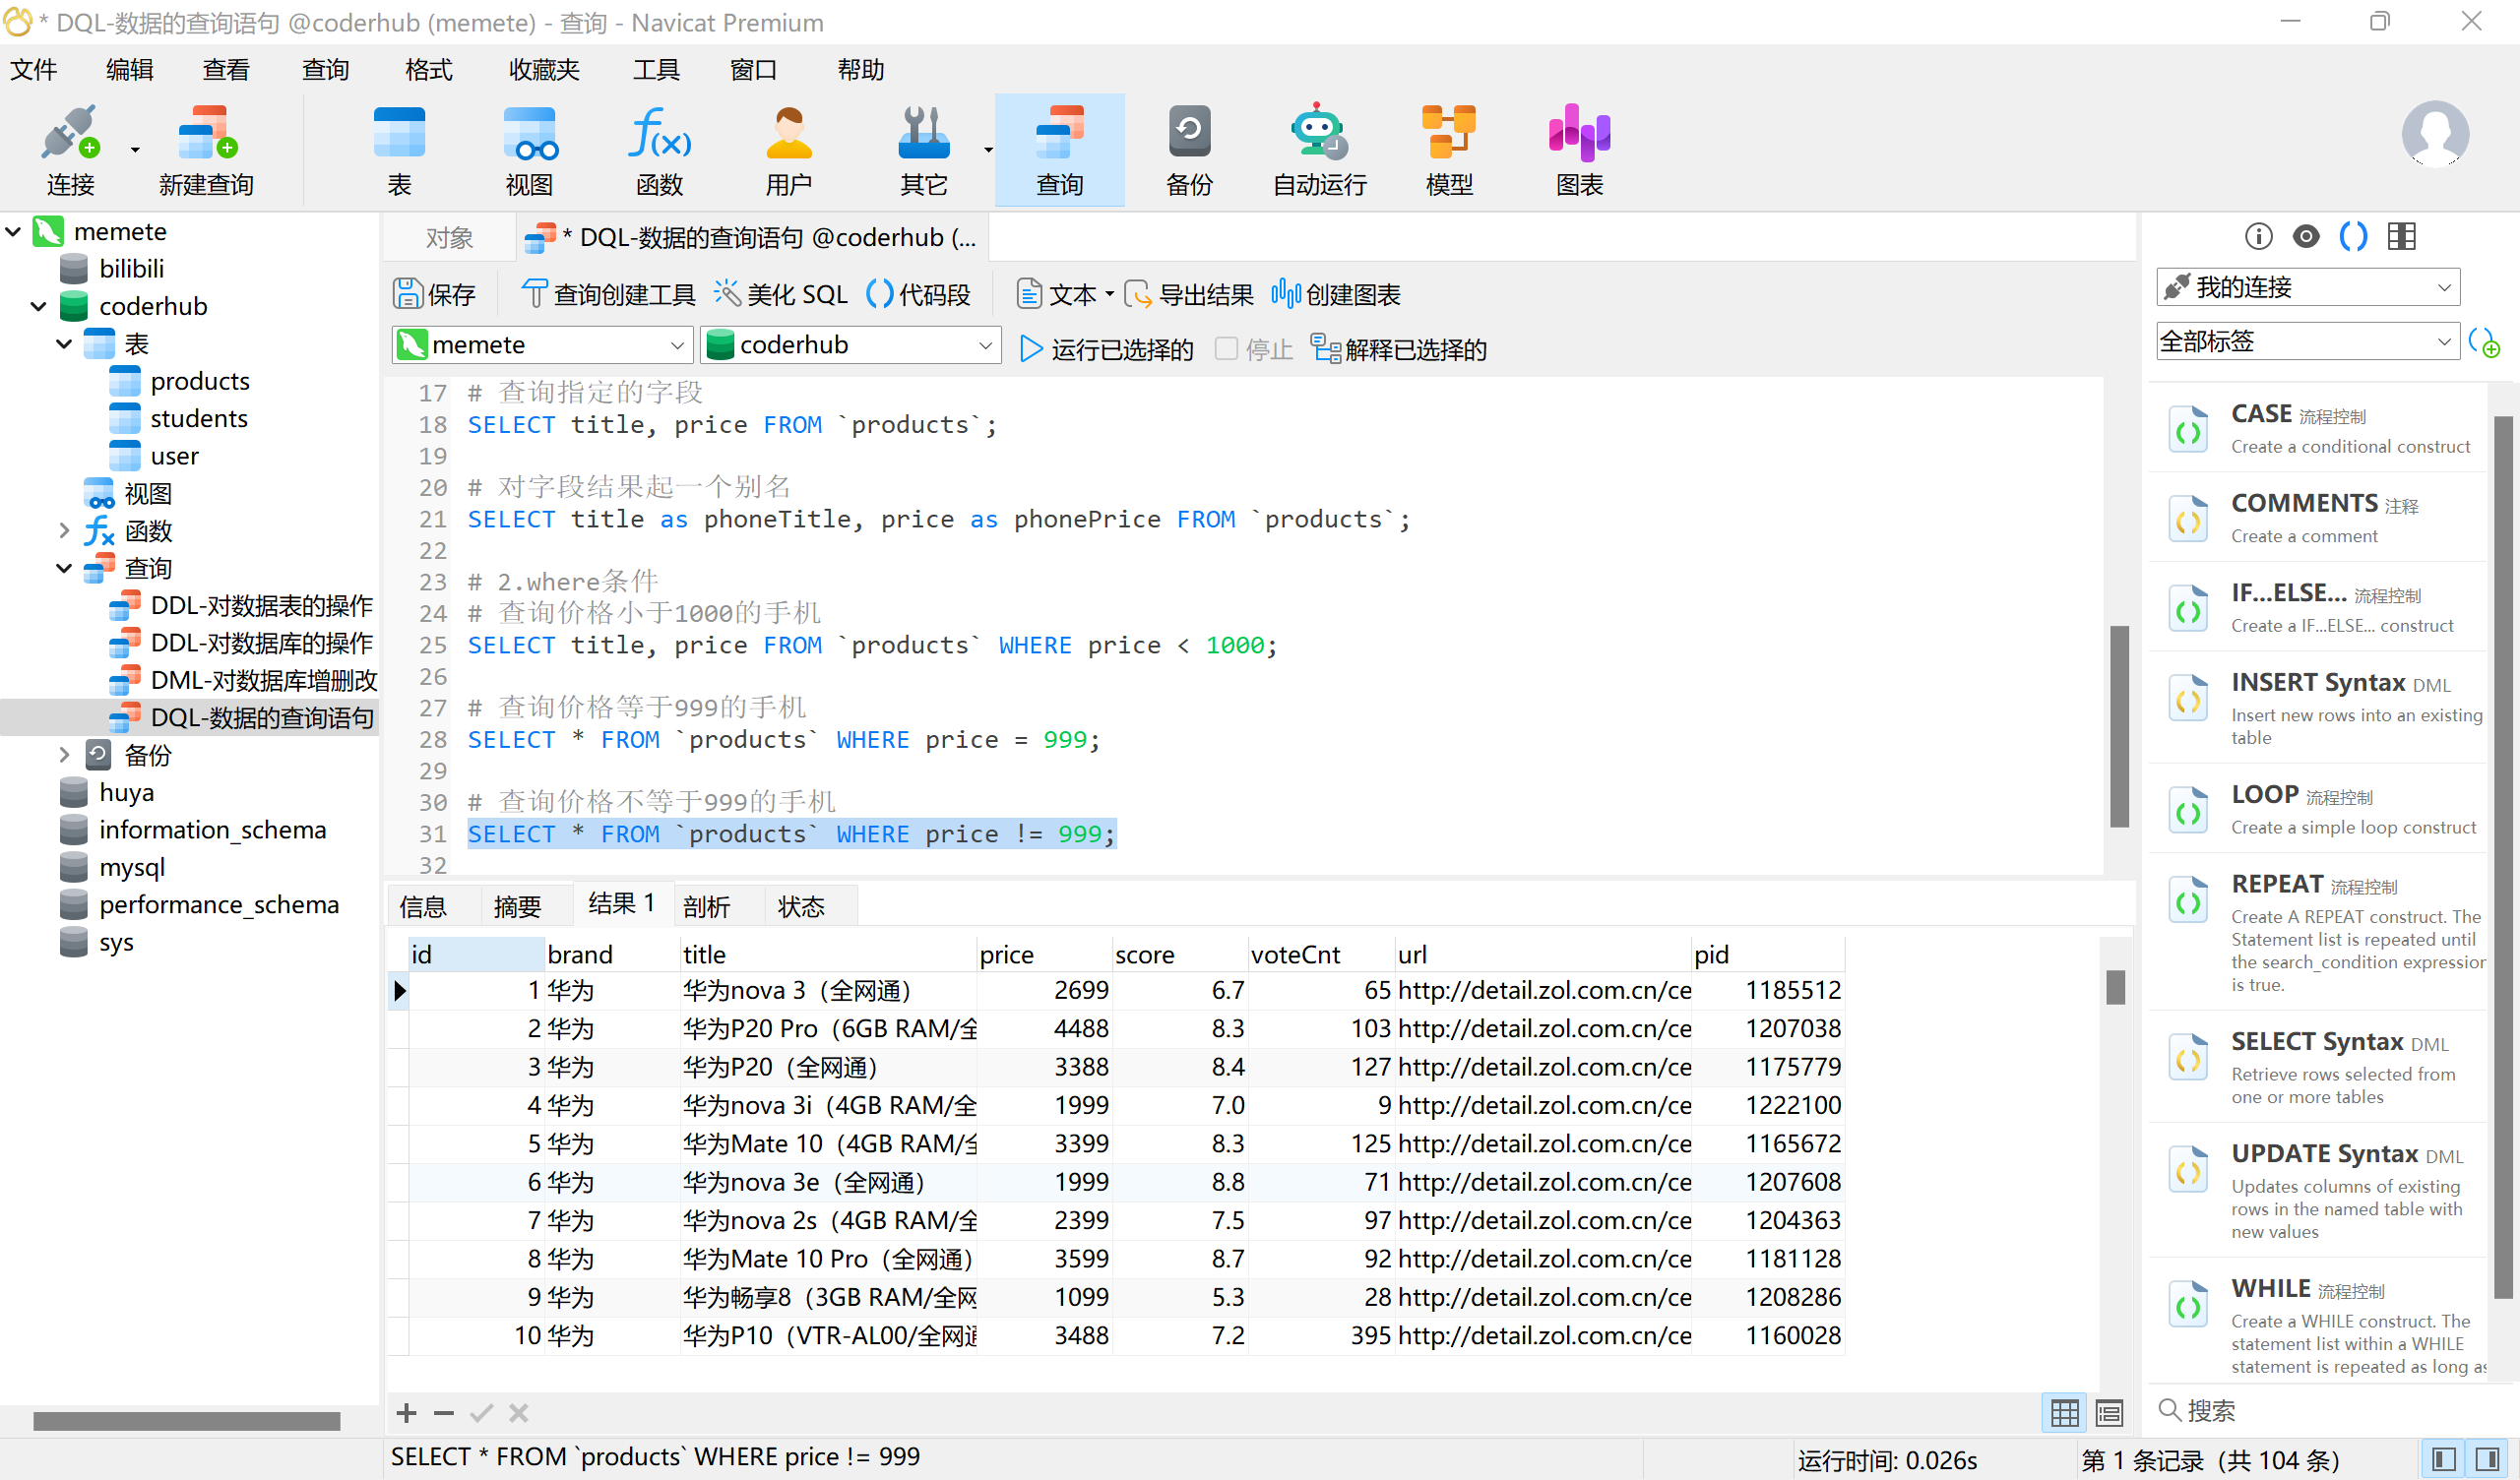 * DQL-数据的查询语句 @coderhub (memete) - 查询 - Navicat Premium
文件 编辑 查看 查询 格式 收藏夹 工具 窗口 帮助
连接 新建查询 表 视图 函数 用户 其它 查询 备份 自动运行 模型 图表
memete
bilibili
coderhub
表
products
students
user
视图
函数
查询
DDL-对数据表的操作
DDL-对数据库的操作
DML-对数据库增删改
DQL-数据的查询语句
备份
huya
information_schema
mysql
performance_schema
sys
对象 * DQL-数据的查询语句 @coderhub (...
保存 查询创建工具 美化 SQL 代码段 文本 导出结果 创建图表
memete coderhub 运行已选择的 停止 解释已选择的
17 # 查询指定的字段
18 SELECT title, price FROM `products`;
19
20 # 对字段结果起一个别名
21 SELECT title as phoneTitle, price as phonePrice FROM `products`;
22
23 # 2.where条件
24 # 查询价格小于1000的手机
25 SELECT title, price FROM `products` WHERE price < 1000;
26
27 # 查询价格等于999的手机
28 SELECT * FROM `products` WHERE price = 999;
29
30 # 查询价格不等于999的手机
31 SELECT * FROM `products` WHERE price != 999;
32
信息 摘要 结果 1 剖析 状态
id brand title price score voteCnt url pid
1 华为 华为nova 3（全网通） 2699 6.7 65 http://detail.zol.com.cn/ce 1185512
2 华为 华为P20 Pro（6GB RAM/全 4488 8.3 103 http://detail.zol.com.cn/ce 1207038
3 华为 华为P20（全网通） 3388 8.4 127 http://detail.zol.com.cn/ce 1175779
4 华为 华为nova 3i（4GB RAM/全 1999 7.0 9 http://detail.zol.com.cn/ce 1222100
5 华为 华为Mate 10（4GB RAM/全 3399 8.3 125 http://detail.zol.com.cn/ce 1165672
6 华为 华为nova 3e（全网通） 1999 8.8 71 http://detail.zol.com.cn/ce 1207608
7 华为 华为nova 2s（4GB RAM/全 2399 7.5 97 http://detail.zol.com.cn/ce 1204363
8 华为 华为Mate 10 Pro（全网通） 3599 8.7 92 http://detail.zol.com.cn/ce 1181128
9 华为 华为畅享8（3GB RAM/全网 1099 5.3 28 http://detail.zol.com.cn/ce 1208286
10 华为 华为P10（VTR-AL00/全网通 3488 7.2 395 http://detail.zol.com.cn/ce 1160028
我的连接
全部标签
CASE 流程控制
Create a conditional construct
COMMENTS 注释
Create a comment
IF...ELSE... 流程控制
Create a IF...ELSE... construct
INSERT Syntax DML
Insert new rows into an existing
table
LOOP 流程控制
Create a simple loop construct
REPEAT 流程控制
Create A REPEAT construct. The
Statement list is repeated until
the search_condition expression
is true.
SELECT Syntax DML
Retrieve rows selected from
one or more tables
UPDATE Syntax DML
Updates columns of existing
rows in the named table with
new values
WHILE 流程控制
Create a WHILE construct. The
statement list within a WHILE
statement is repeated as long as
搜索
SELECT * FROM `products` WHERE price != 999 运行时间: 0.026s 第 1 条记录（共 104 条）